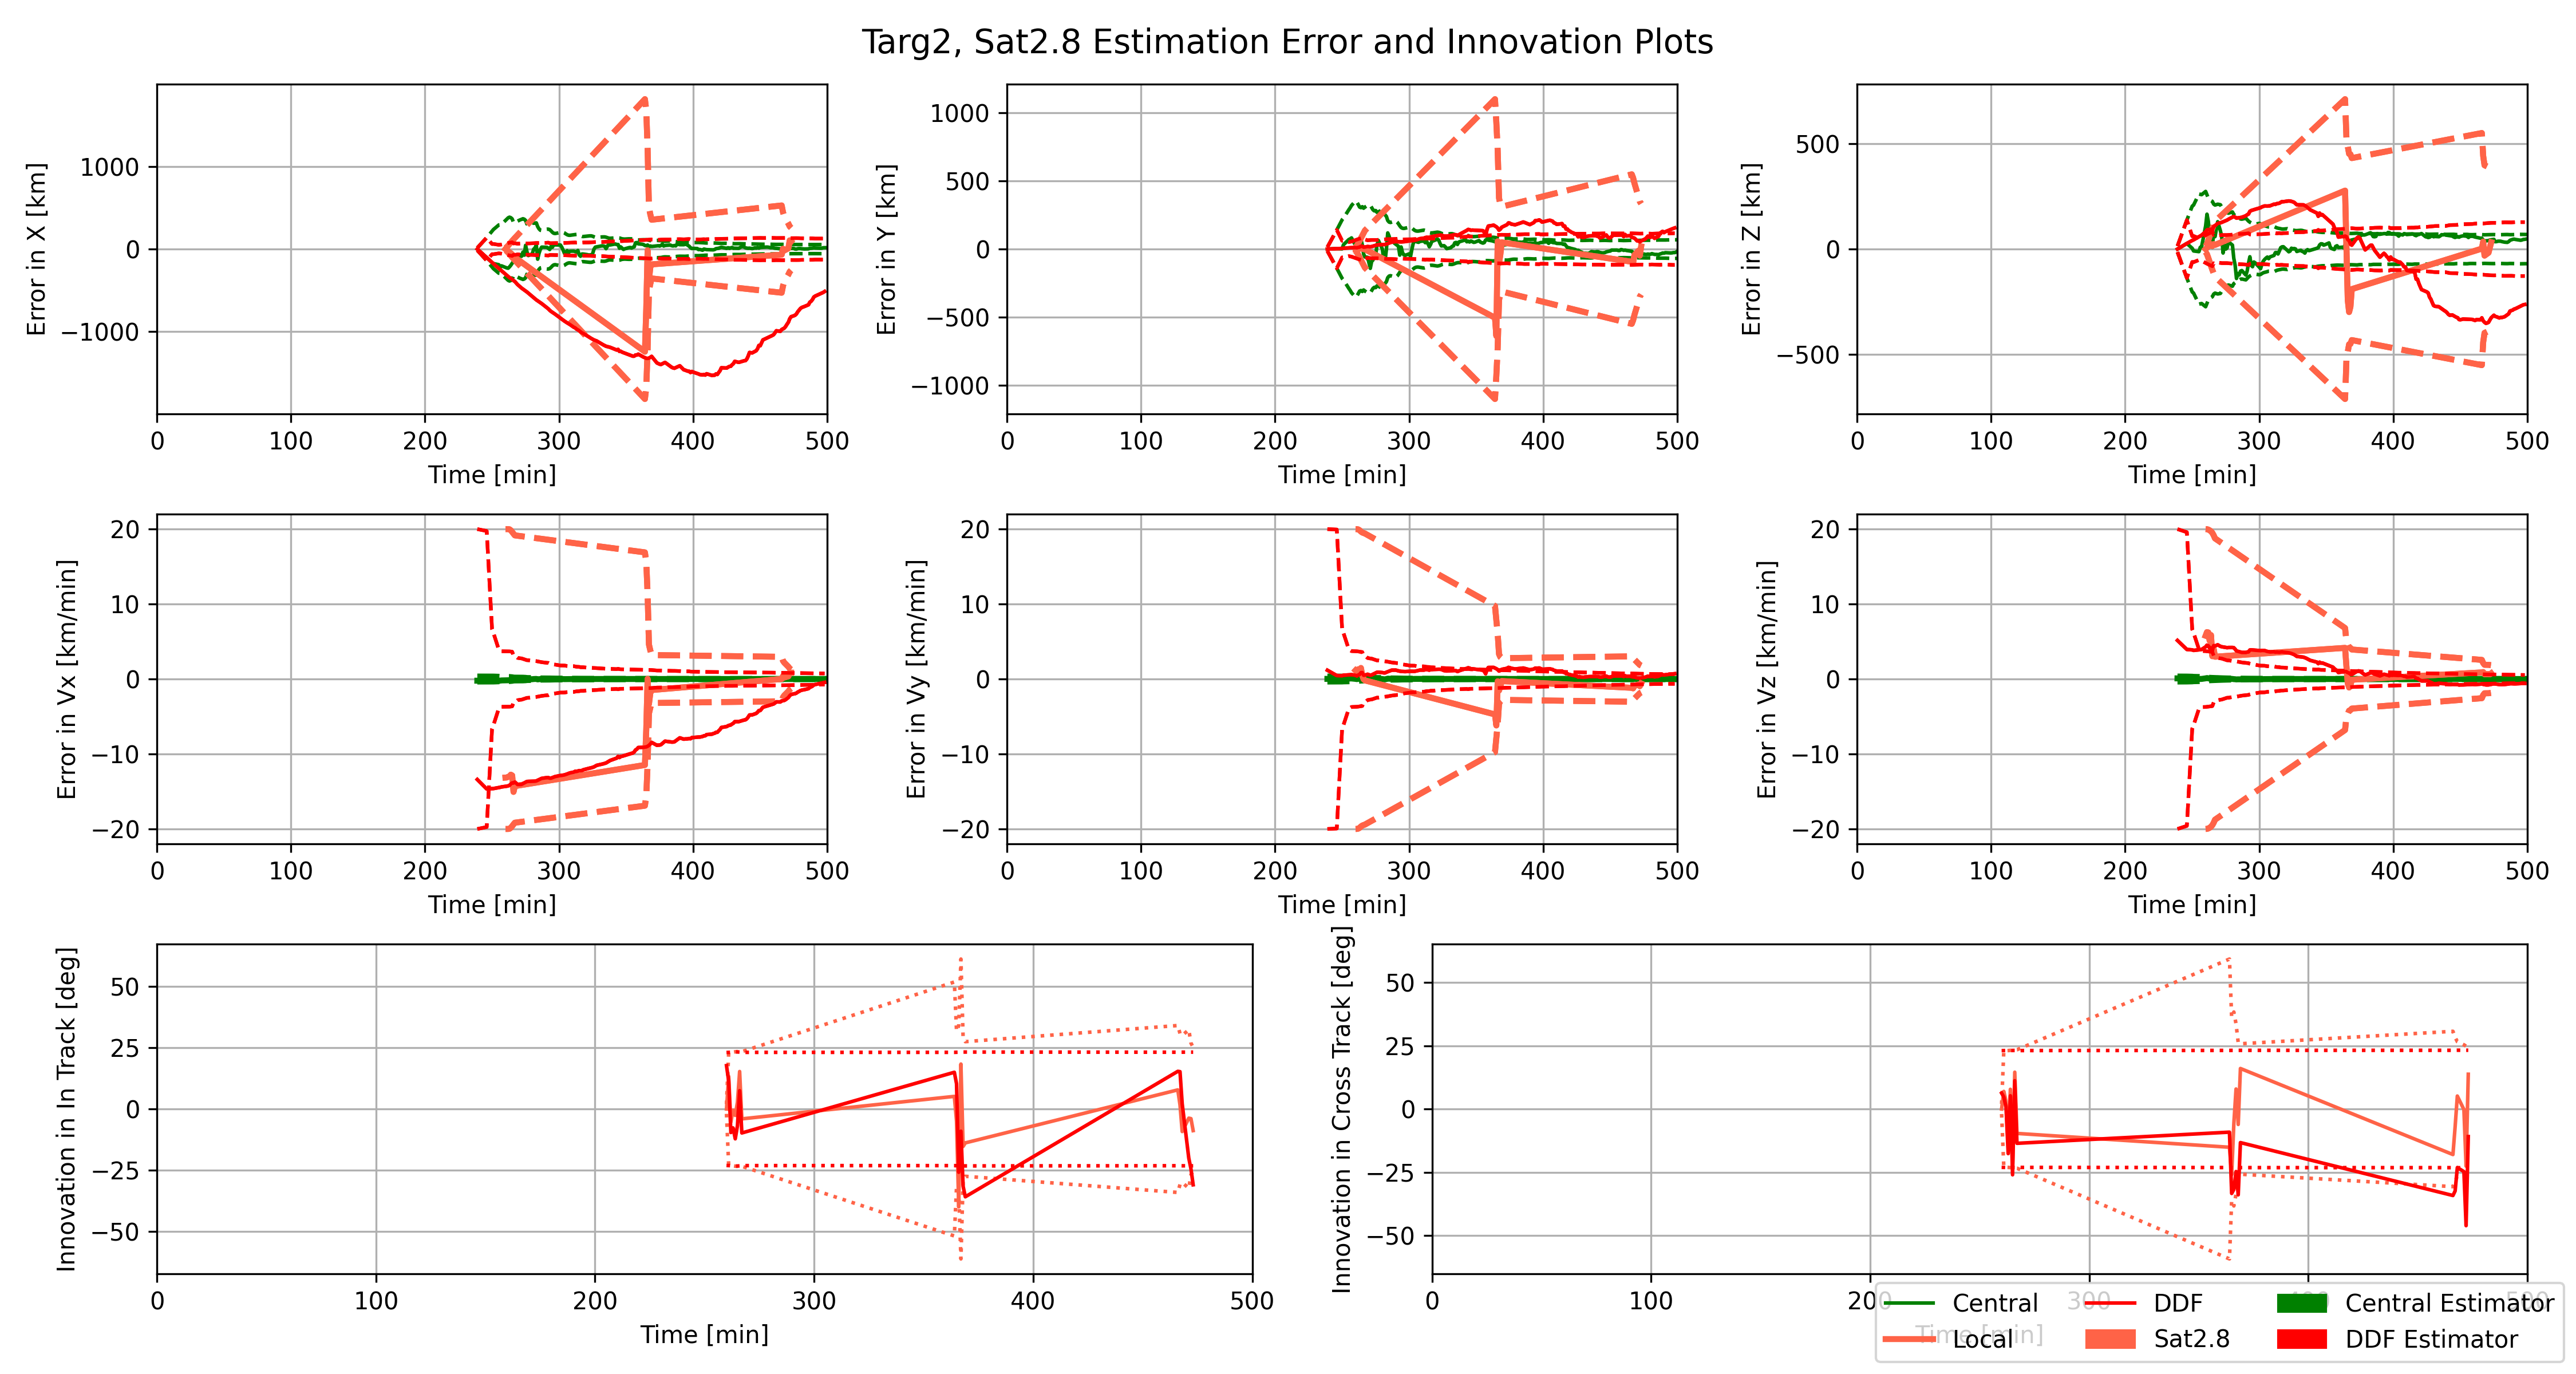 Targ2, Sat2.8 Estimation Error and Innovation Plots
Error in X [km]
1000
0
−1000
0 100 200 300 400 500
Time [min]
Error in Y [km]
1000
500
0
−500
−1000
0 100 200 300 400 500
Time [min]
Error in Z [km]
500
0
−500
0 100 200 300 400 500
Time [min]
Error in Vx [km/min]
20
10
0
−10
−20
0 100 200 300 400 500
Time [min]
Error in Vy [km/min]
20
10
0
−10
−20
0 100 200 300 400 500
Time [min]
Error in Vz [km/min]
20
10
0
−10
−20
0 100 200 300 400 500
Time [min]
Innovation in In Track [deg]
50
25
0
−25
−50
0 100 200 300 400 500
Time [min]
Innovation in Cross Track [deg]
50
25
0
−25
−50
0 100 200 300 400 500
Time [min]
Central DDF Central Estimator
Local Sat2.8 DDF Estimator